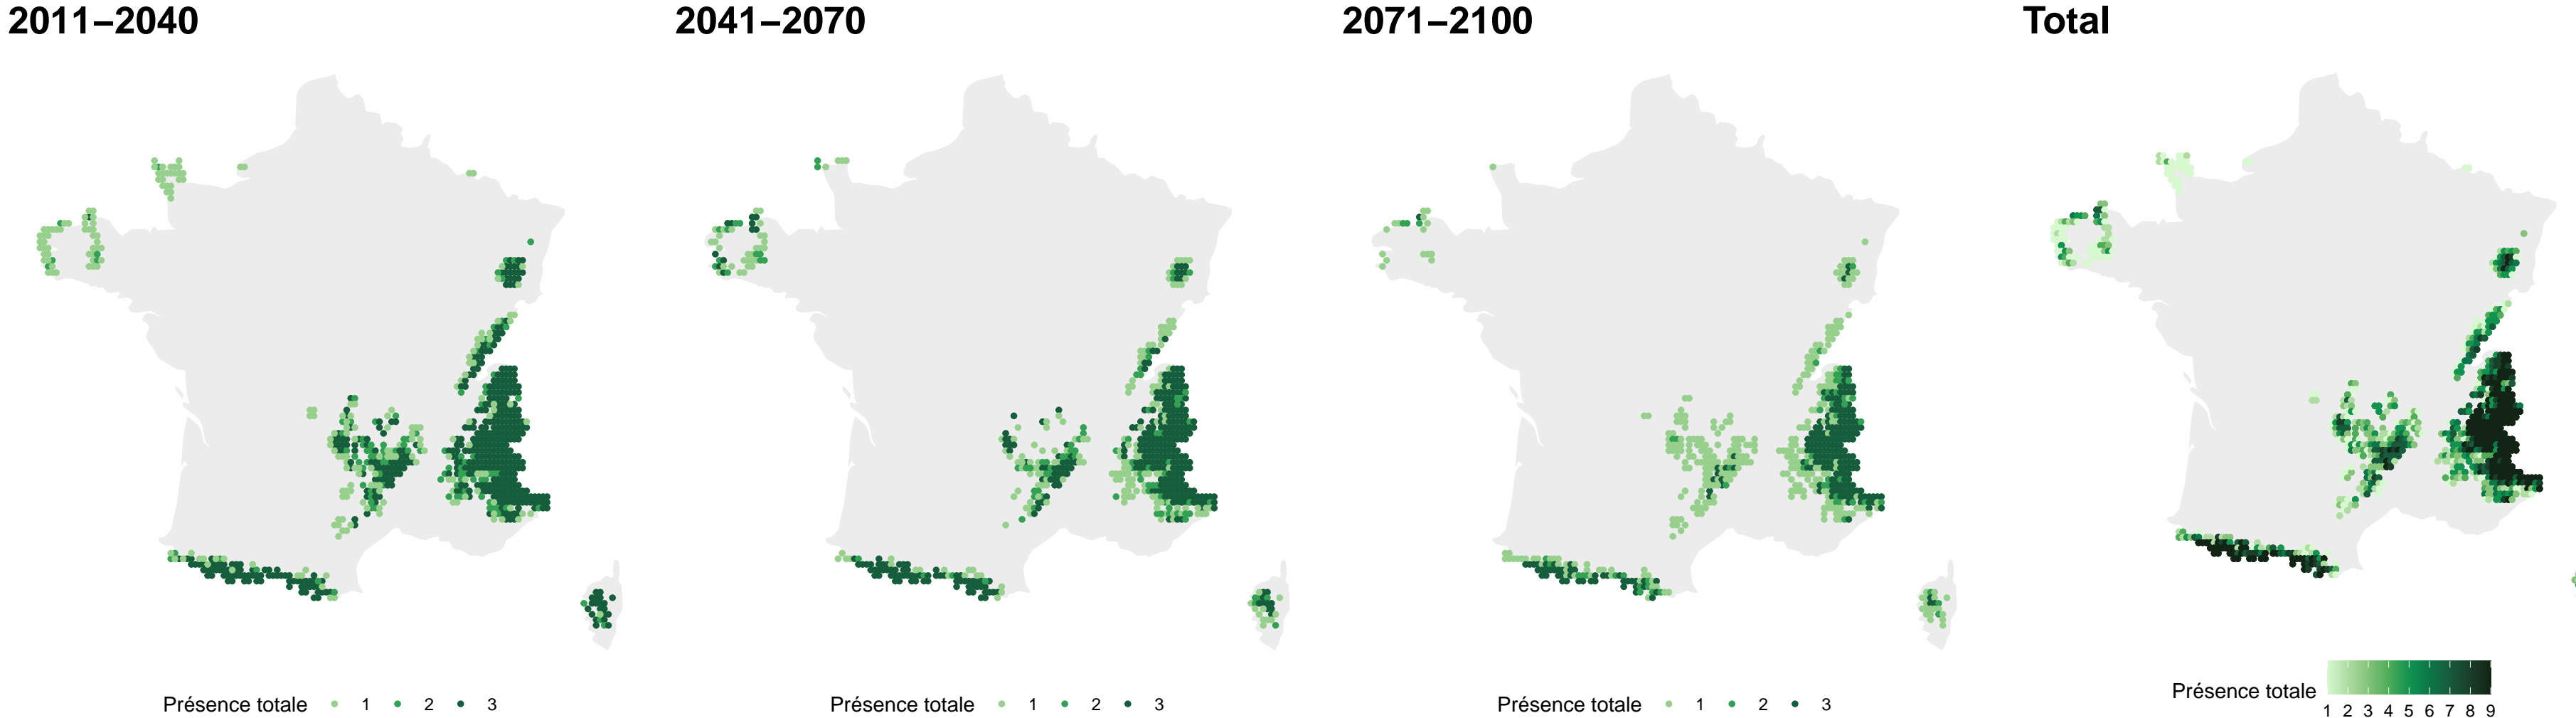 2011–2040
2041–2070
2071–2100
Total
Présence totale 1 2 3
Présence totale 1 2 3
Présence totale 1 2 3
Présence totale
1 2 3 4 5 6 7 8 9